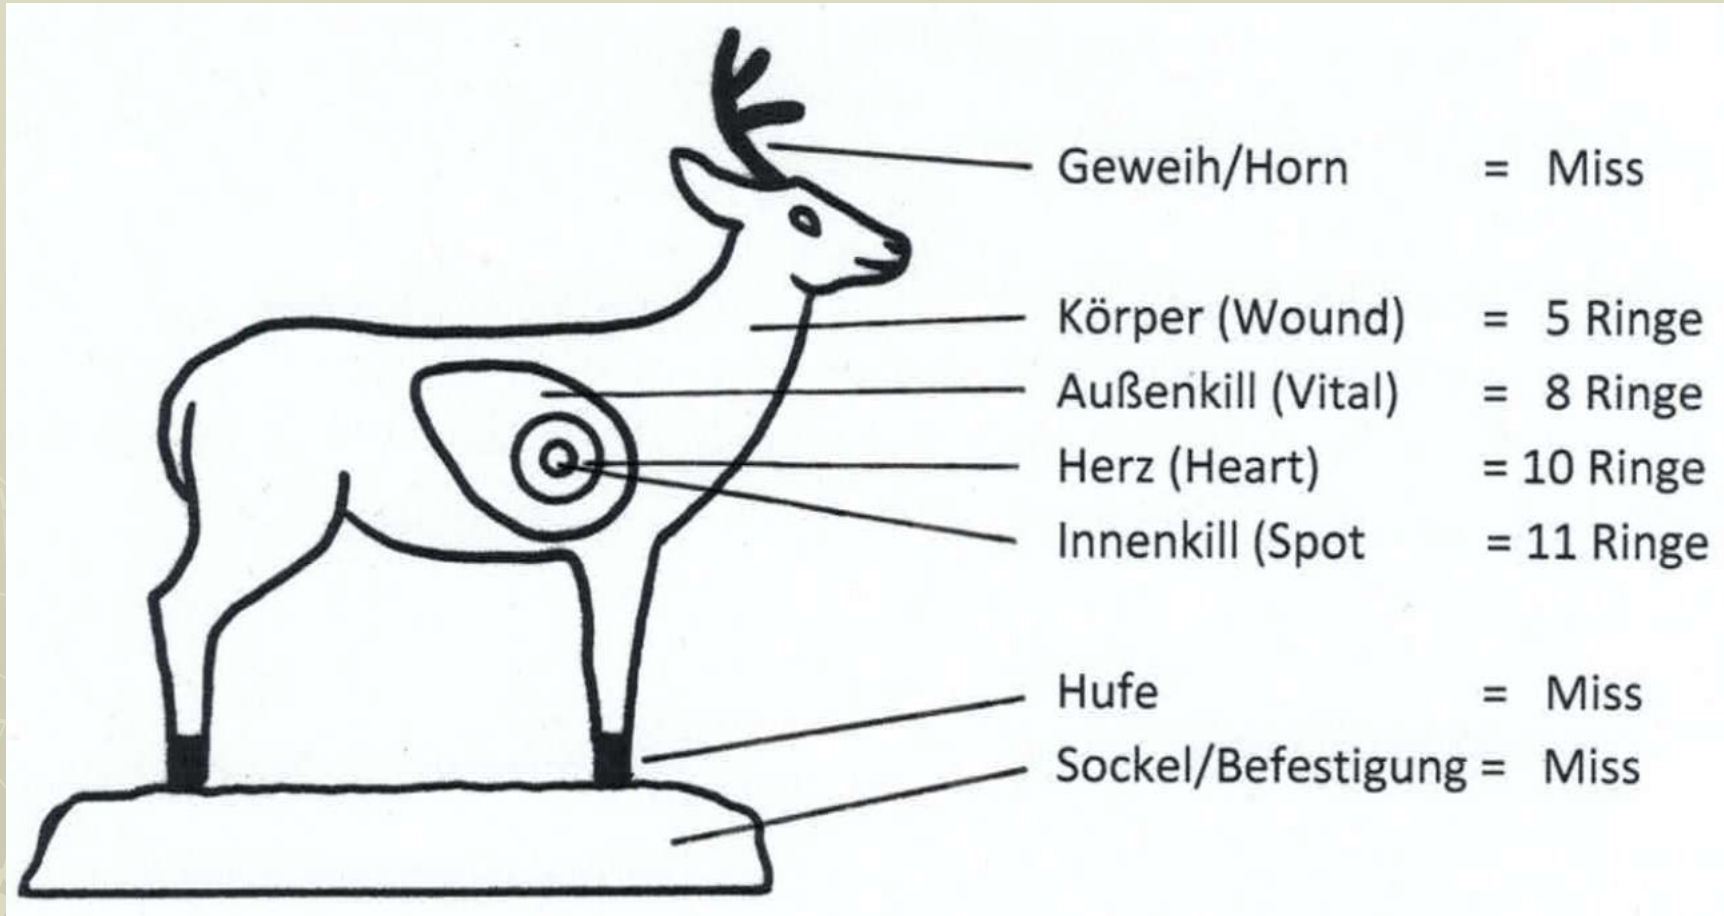 Geweih/Horn = Miss
Körper (Wound) = 5 Ringe
Außenkill (Vital) = 8 Ringe
Herz (Heart) = 10 Ringe
Innenkill (Spot = 11 Ringe
Hufe = Miss
Sockel/Befestigung = Miss